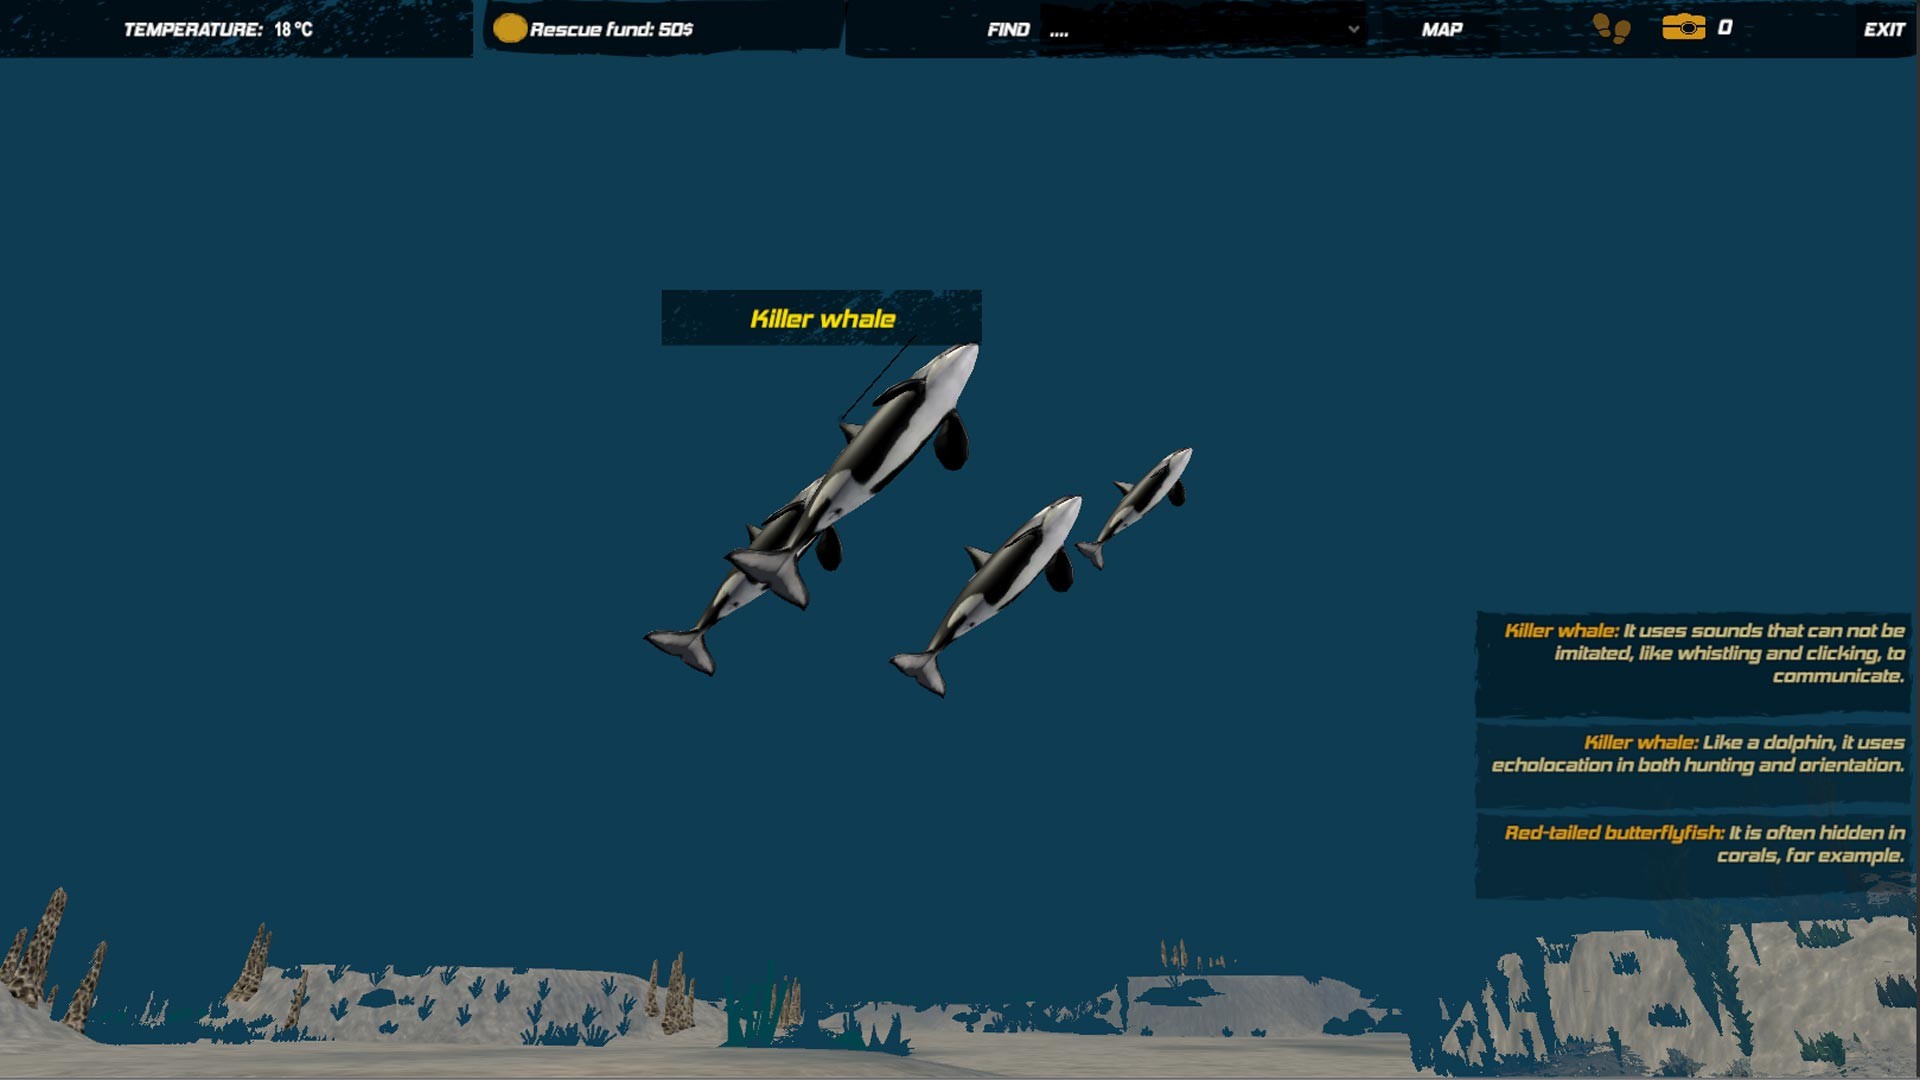 TEMPERATURE: 18 °C
Rescue fund: 50$
FIND ....
MAP
0
EXIT
Killer whale
Killer whale: It uses sounds that can not be
imitated, like whistling and clicking, to
communicate.
Killer whale: Like a dolphin, it uses
echolocation in both hunting and orientation.
Red-tailed butterflyfish: It is often hidden in
corals, for example.